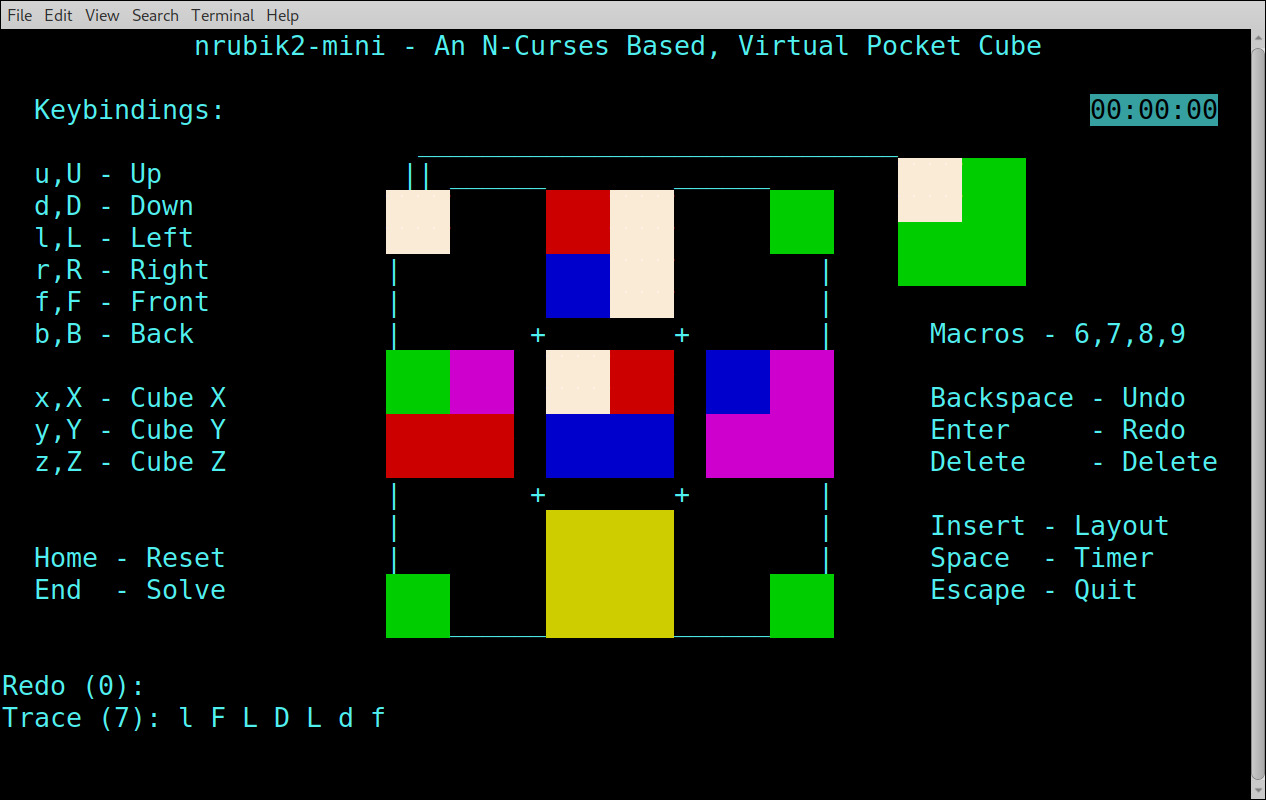 File Edit View Search Terminal Help
nrubik2-mini - An N-Curses Based, Virtual Pocket Cube
Keybindings:
00:00:00
u,U - Up
d,D - Down
l,L - Left
r,R - Right
f,F - Front
b,B - Back
x,X - Cube X
y,Y - Cube Y
z,Z - Cube Z
Home - Reset
End - Solve
Macros - 6,7,8,9
Backspace - Undo
Enter - Redo
Delete - Delete
Insert - Layout
Space - Timer
Escape - Quit
Redo (0):
Trace (7): l F L D L d f